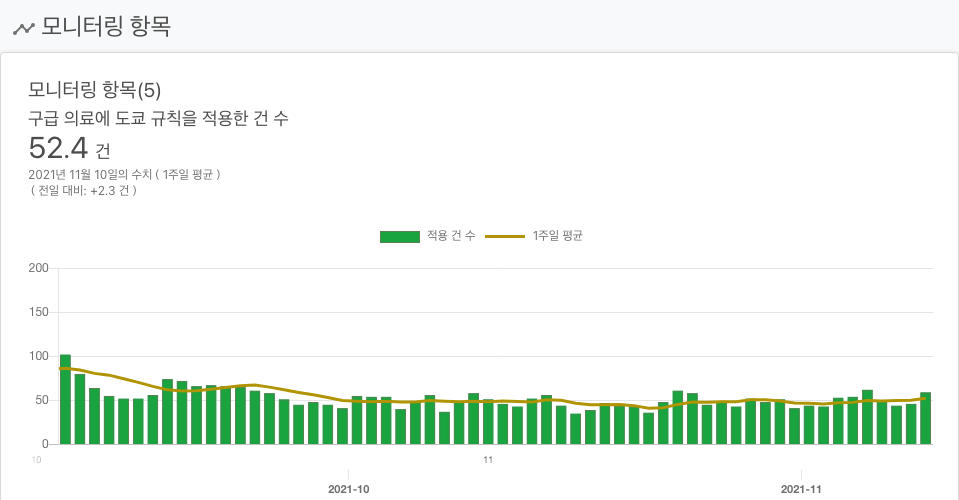 모니터링 항목
모니터링 항목(5)
구급 의료에 도쿄 규칙을 적용한 건 수
52.4 건
2021년 11월 10일의 수치 ( 1주일 평균 )
( 전일 대비: +2.3 건 )
적용 건 수 1주일 평균
200
150
100
50
0
10 11
2021-10 2021-11